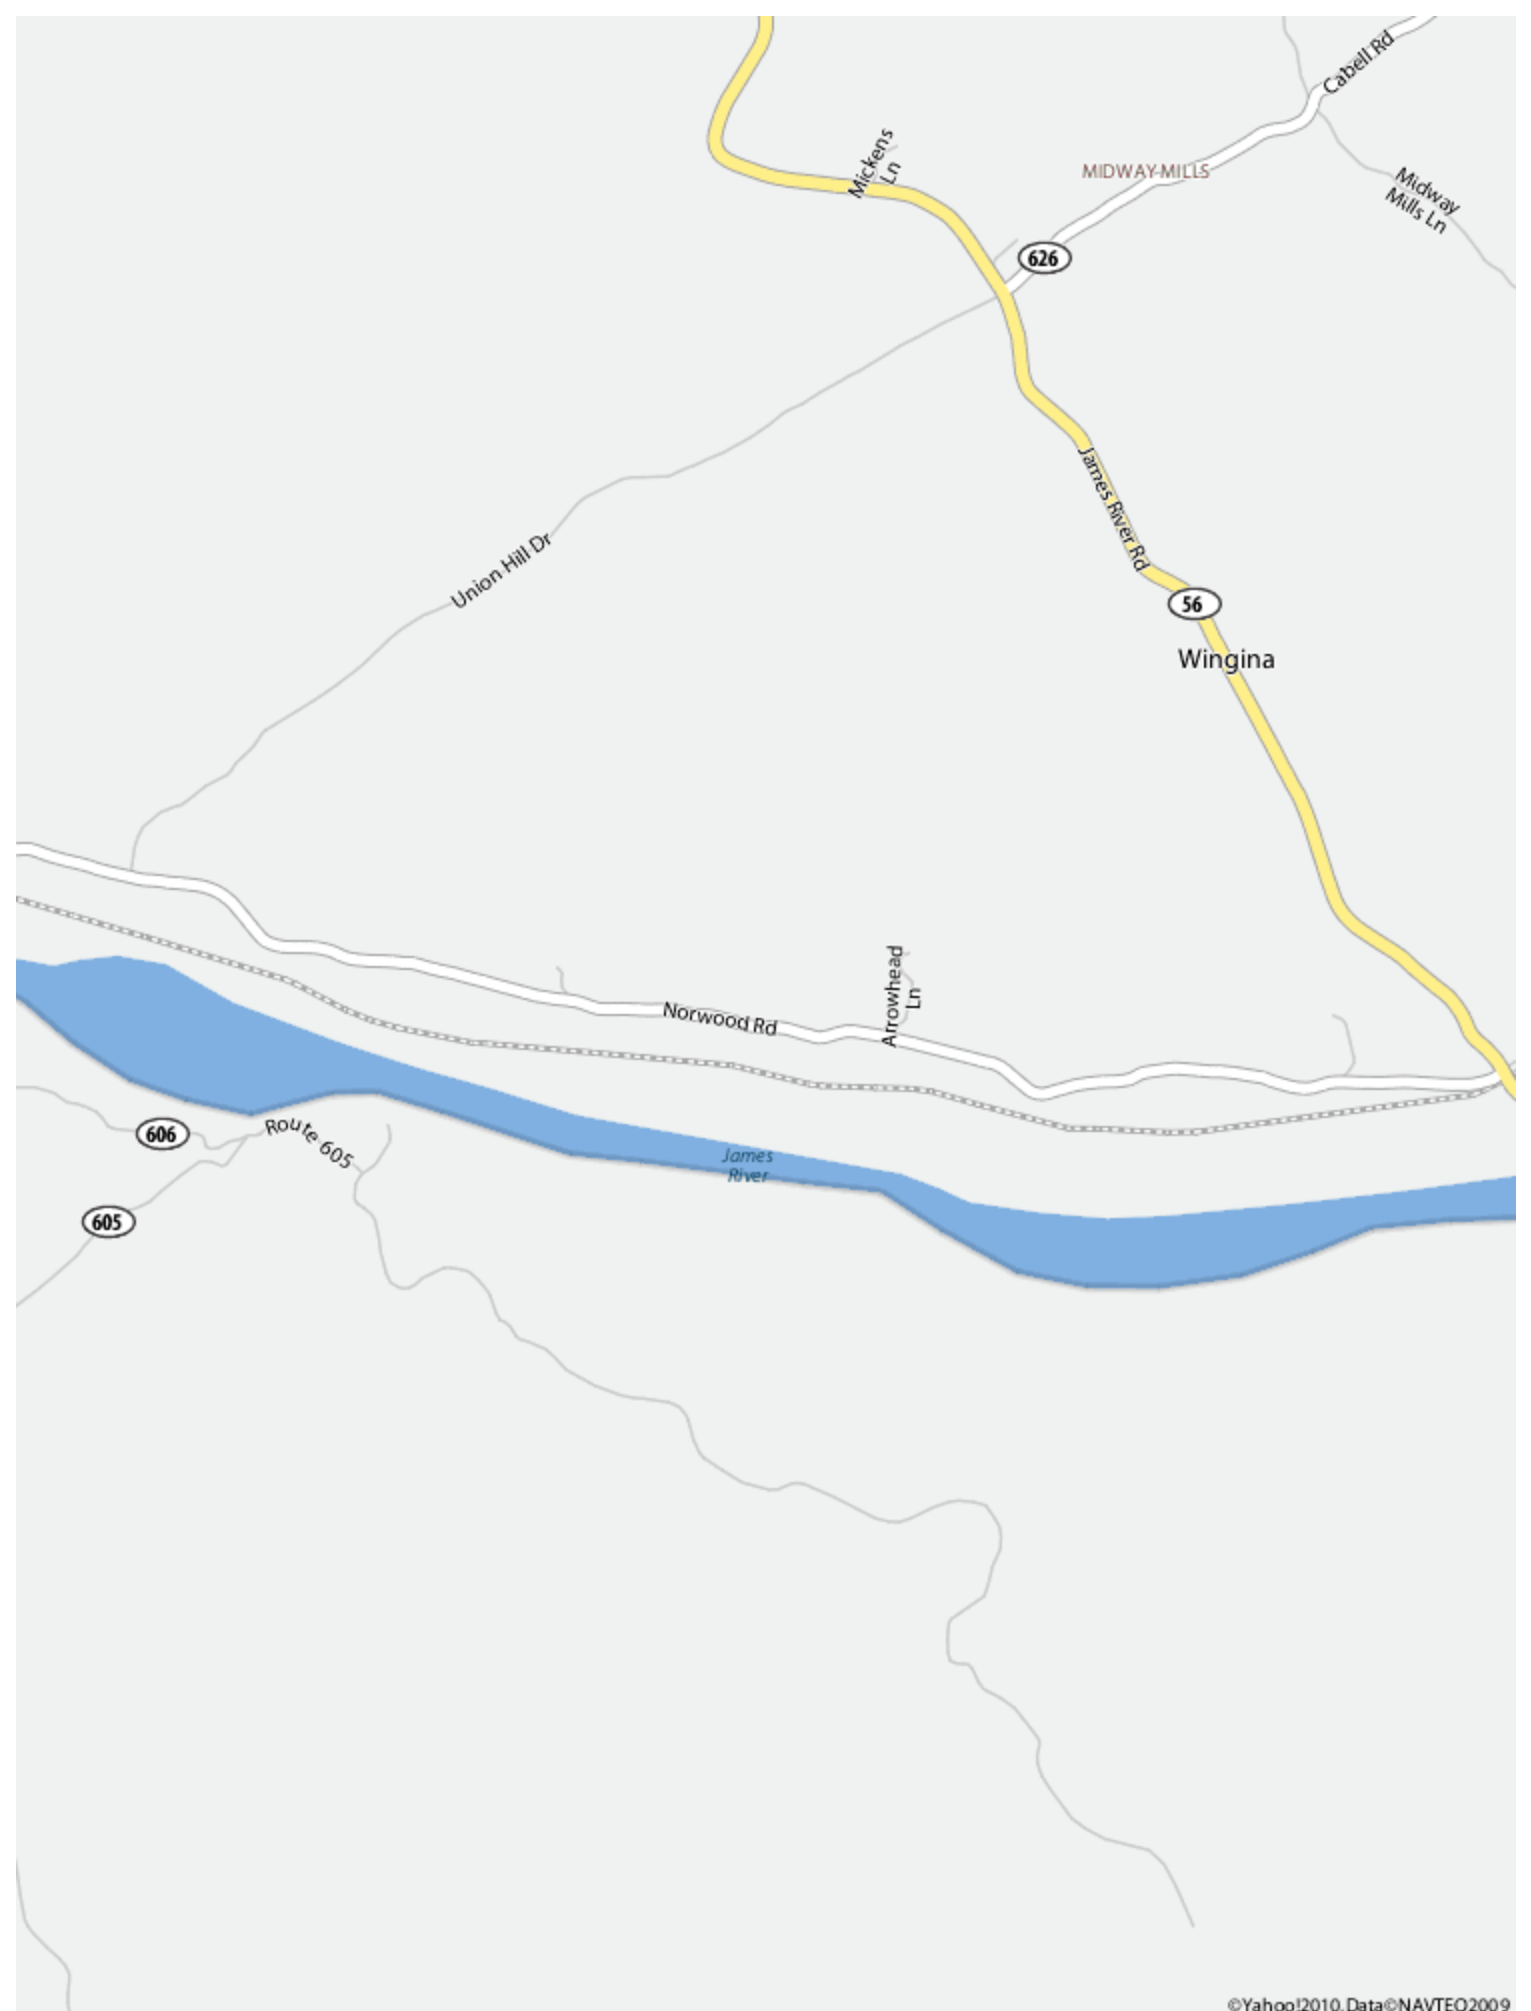 Cabell Rd
Mickens
Ln
MIDWAY MILLS
Midway
Mills Ln
626
James River Rd
Union Hill Dr
56
Wingina
Arrowhead
Ln
Norwood Rd
606
Route 605
James
River
605
©Yahoo!2010,Data©NAVTEQ2009